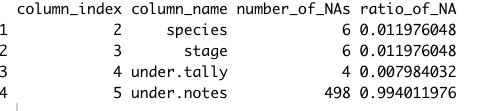 column_index column_name number_of_NAs ratio_of_NA
1 2 species 6 0.011976048
2 3 stage 6 0.011976048
3 4 under.tally 4 0.007984032
4 5 under.notes 498 0.994011976